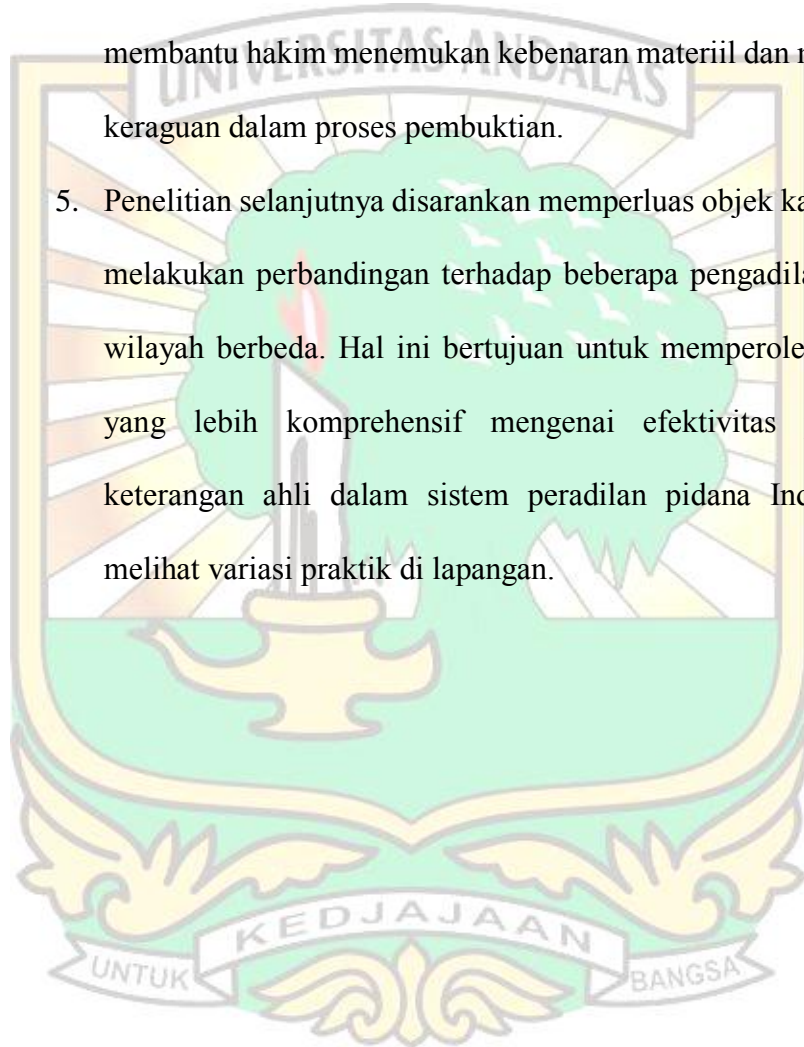 UNIVERSITAS ANDALAS
membantu hakim menemukan kebenaran materiil dan
keraguan dalam proses pembuktian.
5. Penelitian selanjutnya disarankan memperluas objek
melakukan perbandingan terhadap beberapa
wilayah berbeda. Hal ini bertujuan untuk
yang lebih komprehensif mengenai efektivitas
keterangan ahli dalam sistem peradilan pidana
melihat variasi praktik di lapangan.
KEDJAJAAN
UNTUK BANGSA